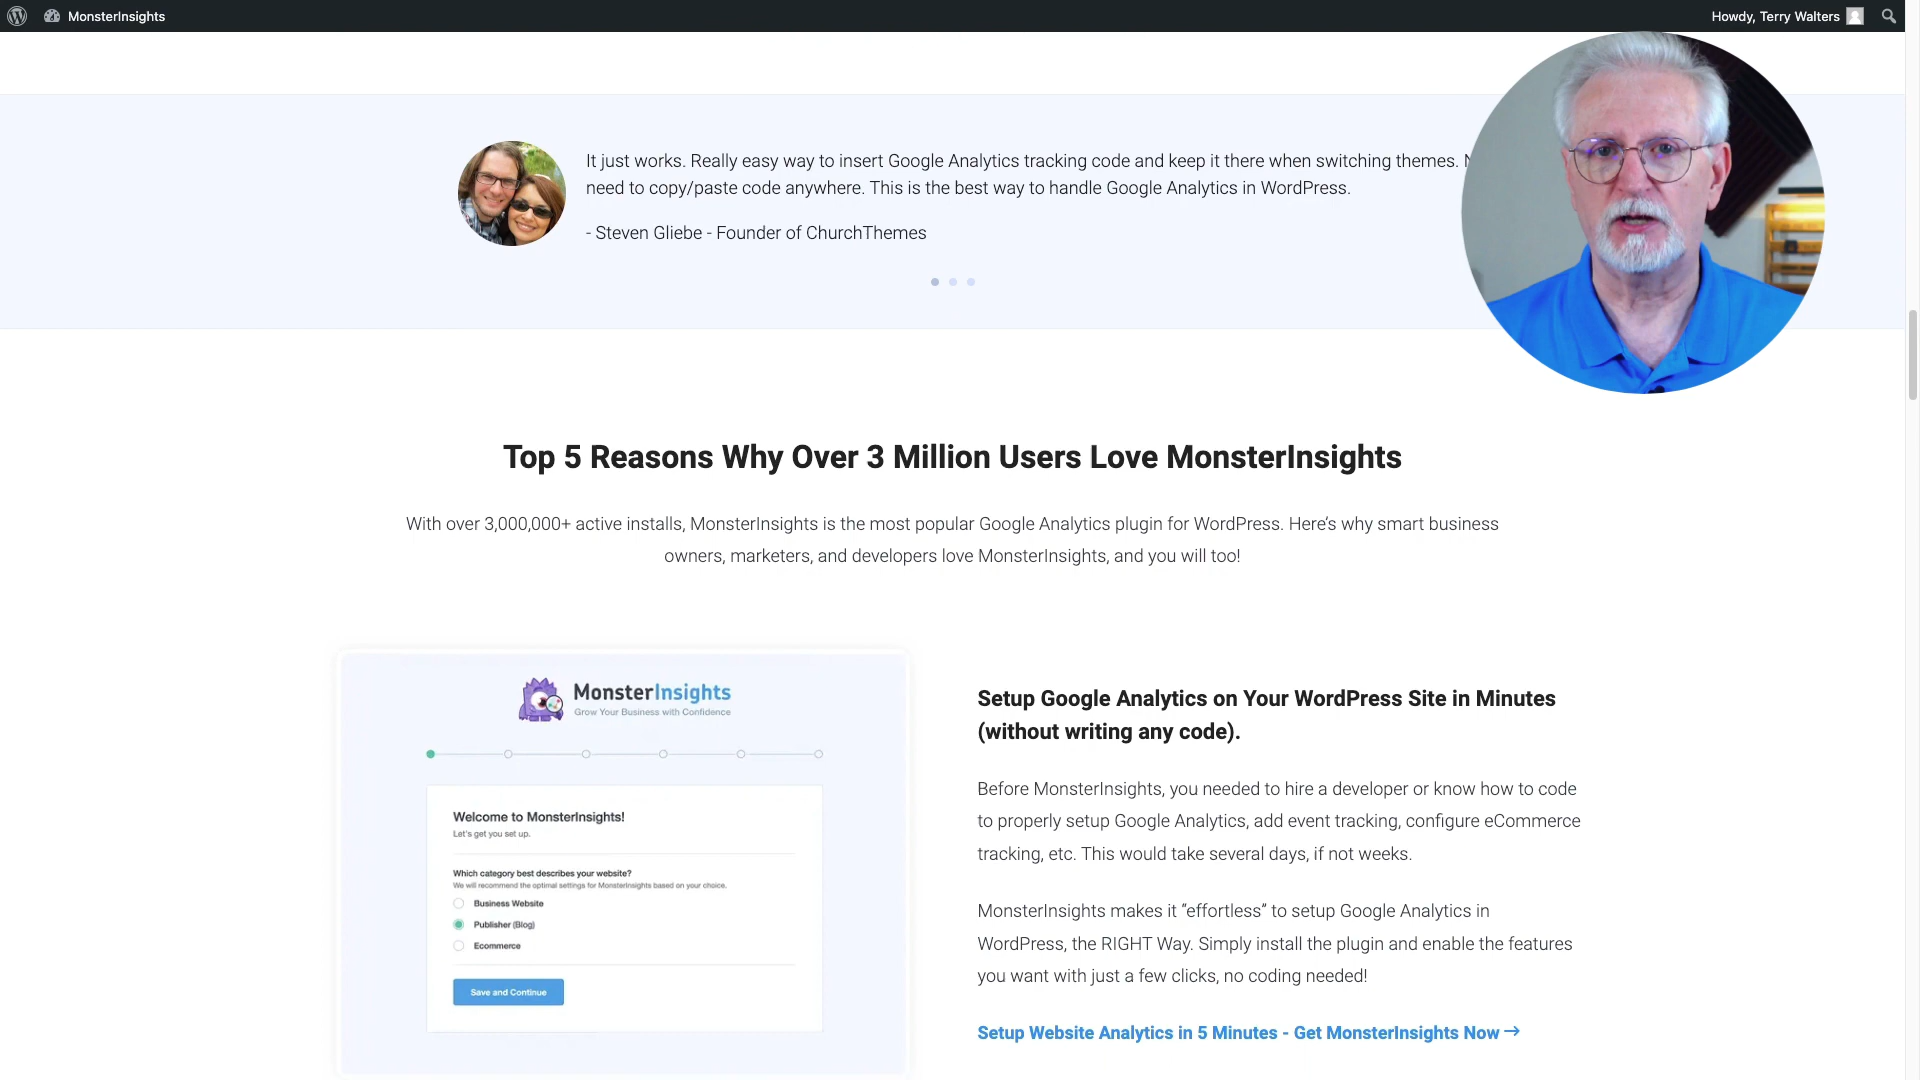 MonsterInsights
Howdy, Terry Walters
It just works. Really easy way to insert Google Analytics tracking code and keep it there when switching themes.
need to copy/paste code anywhere. This is the best way to handle Google Analytics in WordPress.
- Steven Gliebe - Founder of ChurchThemes
Top 5 Reasons Why Over 3 Million Users Love MonsterInsights
With over 3,000,000+ active installs, MonsterInsights is the most popular Google Analytics plugin for WordPress. Here’s why smart business
owners, marketers, and developers love MonsterInsights, and you will too!
MonsterInsights
Grow Your Business with Confidence
Welcome to MonsterInsights!
Let's get you set up.
Which category best describes your website?
We will recommend the optimal settings for MonsterInsights based on your choice.
Business Website
Publisher (Blog)
Ecommerce
Save and Continue
Setup Google Analytics on Your WordPress Site in Minutes
(without writing any code).
Before MonsterInsights, you needed to hire a developer or know how to code
to properly setup Google Analytics, add event tracking, configure eCommerce
tracking, etc. This would take several days, if not weeks.
MonsterInsights makes it “effortless” to setup Google Analytics in
WordPress, the RIGHT Way. Simply install the plugin and enable the features
you want with just a few clicks, no coding needed!
Setup Website Analytics in 5 Minutes - Get MonsterInsights Now →